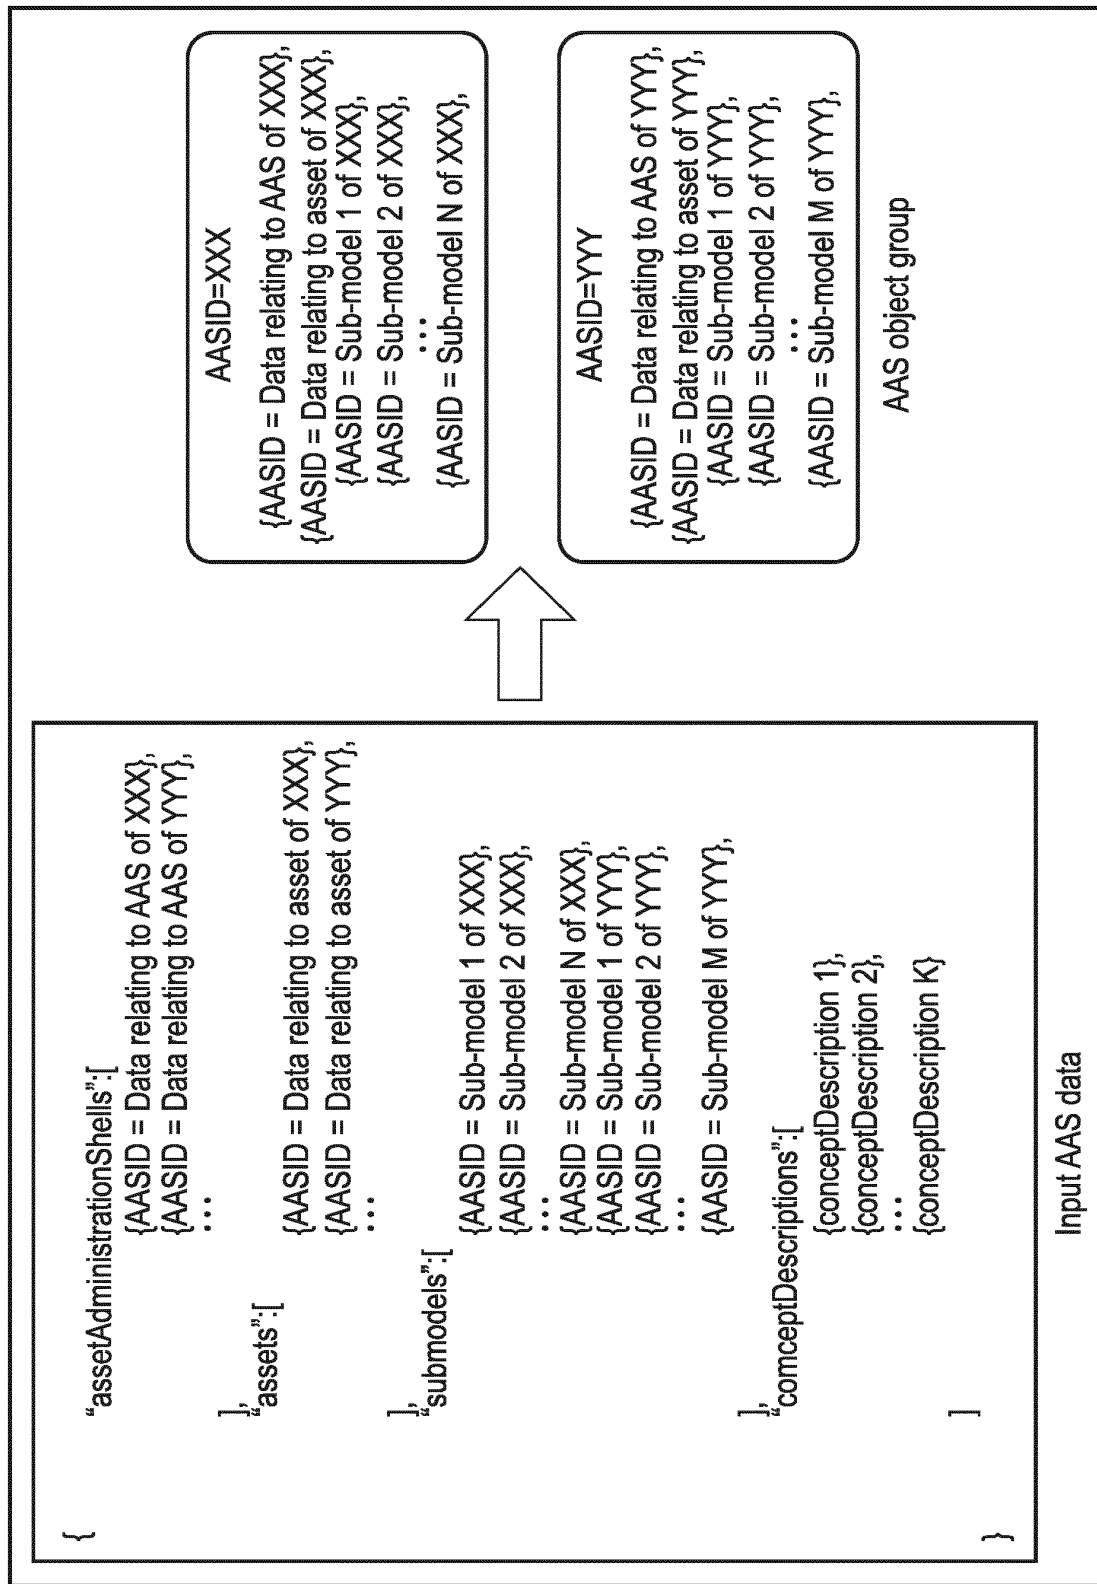 {
“assetAdministrationShells”:[
{AASID = Data relating to AAS of XXX},
{AASID = Data relating to AAS of YYY},
...
],
“assets”:[
{AASID = Data relating to asset of XXX},
{AASID = Data relating to asset of YYY},
...
],
“submodels”:[
{AASID = Sub-model 1 of XXX},
{AASID = Sub-model 2 of XXX},
...
{AASID = Sub-model N of XXX},
{AASID = Sub-model 1 of YYY},
{AASID = Sub-model 2 of YYY},
...
{AASID = Sub-model M of YYY},
],
“comceptDescriptions”:[
{conceptDescription 1},
{conceptDescription 2},
...
{conceptDescription K}
]
}
Input AAS data
AASID=XXX
{AASID = Data relating to AAS of XXX},
{AASID = Data relating to asset of XXX},
{AASID = Sub-model 1 of XXX},
{AASID = Sub-model 2 of XXX},
...
{AASID = Sub-model N of XXX},
AASID=YYY
{AASID = Data relating to AAS of YYY},
{AASID = Data relating to asset of YYY},
{AASID = Sub-model 1 of YYY},
{AASID = Sub-model 2 of YYY},
...
{AASID = Sub-model M of YYY},
AAS object group